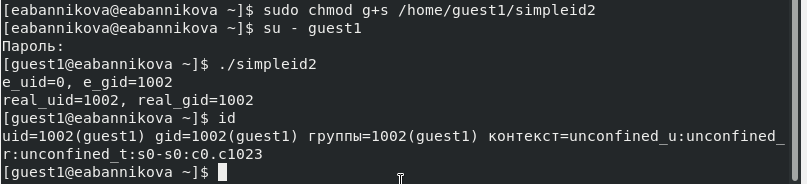 [eabannikova@eabannikova ~]$ sudo chmod g+s /home/guest1/simpleid2
[eabannikova@eabannikova ~]$ su - guest1
Пароль:
[guest1@eabannikova ~]$ ./simpleid2
e_uid=0, e_gid=1002
real_uid=1002, real_gid=1002
[guest1@eabannikova ~]$ id
uid=1002(guest1) gid=1002(guest1) группы=1002(guest1) контекст=unconfined_u:unconfined_
r:unconfined_t:s0-s0:c0.c1023
[guest1@eabannikova ~]$